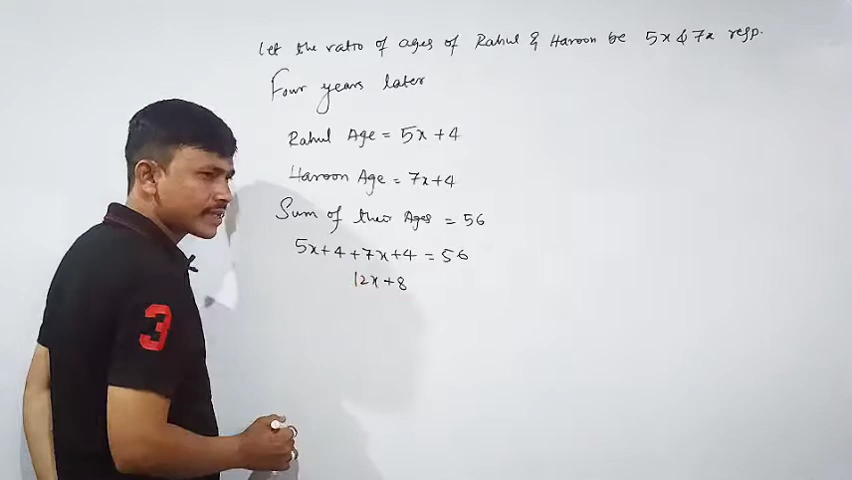 Let the ratio of ages of Rahul & Haroon be 5x & 7x resp.
Four years later
Rahul Age = 5x + 4
Haroon Age = 7x+4
Sum of their Ages = 56
5x+4+7x+4 = 56
12x+8
3